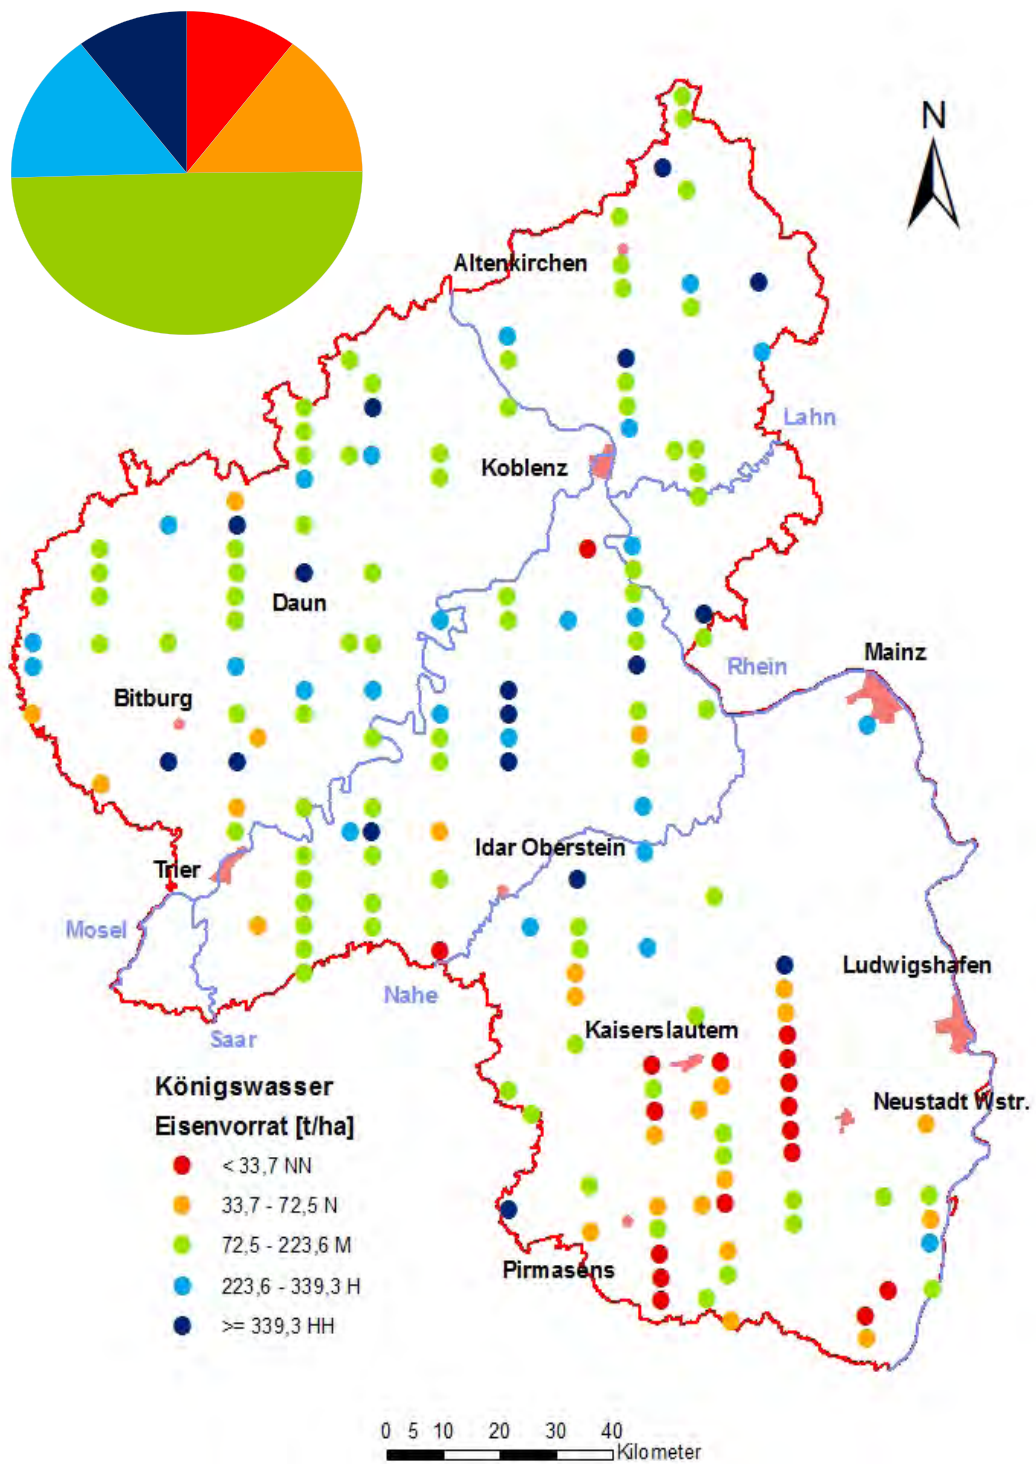 N
Altenkirchen
Lahn
Koblenz
Daun
Rhein
Mainz
Bitburg
Idar Oberstein
Trier
Mosel
Ludwigshafen
Nahe
Kaiserslautern
Saar
Königswasser
Eisenvorrat [t/ha]
Neustadt Wstr.
< 33,7 NN
33,7 - 72,5 N
72,5 - 223,6 M
Pirmasens
223,6 - 339,3 H
>= 339,3 HH
0 5 10 20 30 40
Kilometer